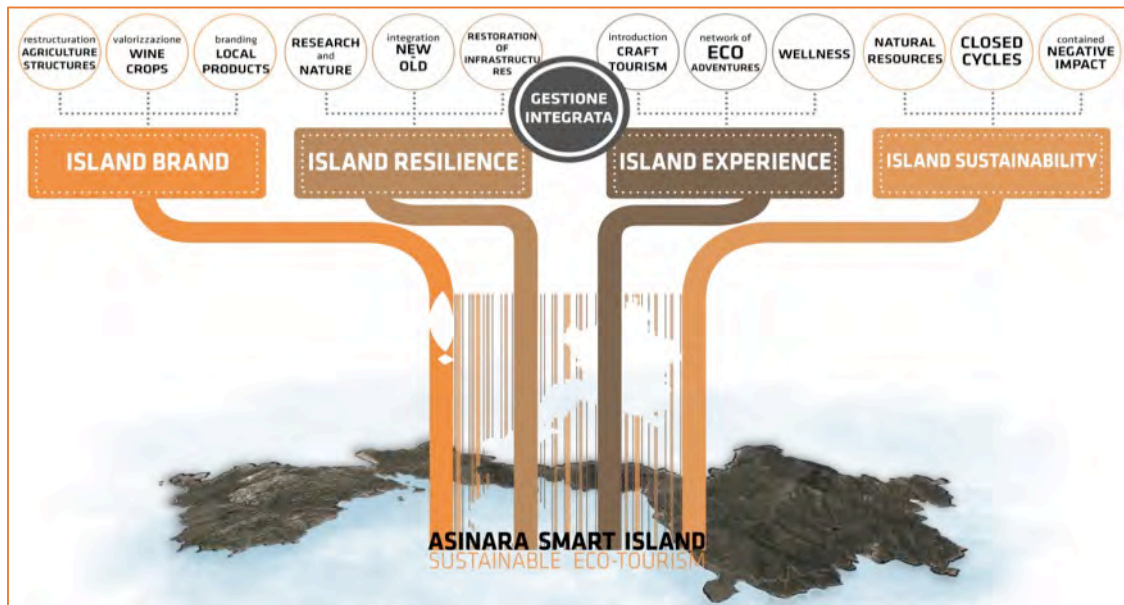 restructuration
AGRICULTURE
STRUCTURES
valorizzazione
WINE
CROPS
branding
LOCAL
PRODUCTS
RESEARCH
and
NATURE
integration
NEW
-
OLD
RESTORATION
OF
INFRASTRUCTU
RES
GESTIONE
INTEGRATA
introduction
CRAFT
TOURISM
network of
ECO
ADVENTURES
WELLNESS
NATURAL
RESOURCES
CLOSED
CYCLES
contained
NEGATIVE
IMPACT
ISLAND BRAND
ISLAND RESILIENCE
ISLAND EXPERIENCE
ISLAND SUSTAINABILITY
ASINARA SMART ISLAND
SUSTAINABLE ECO-TOURISM